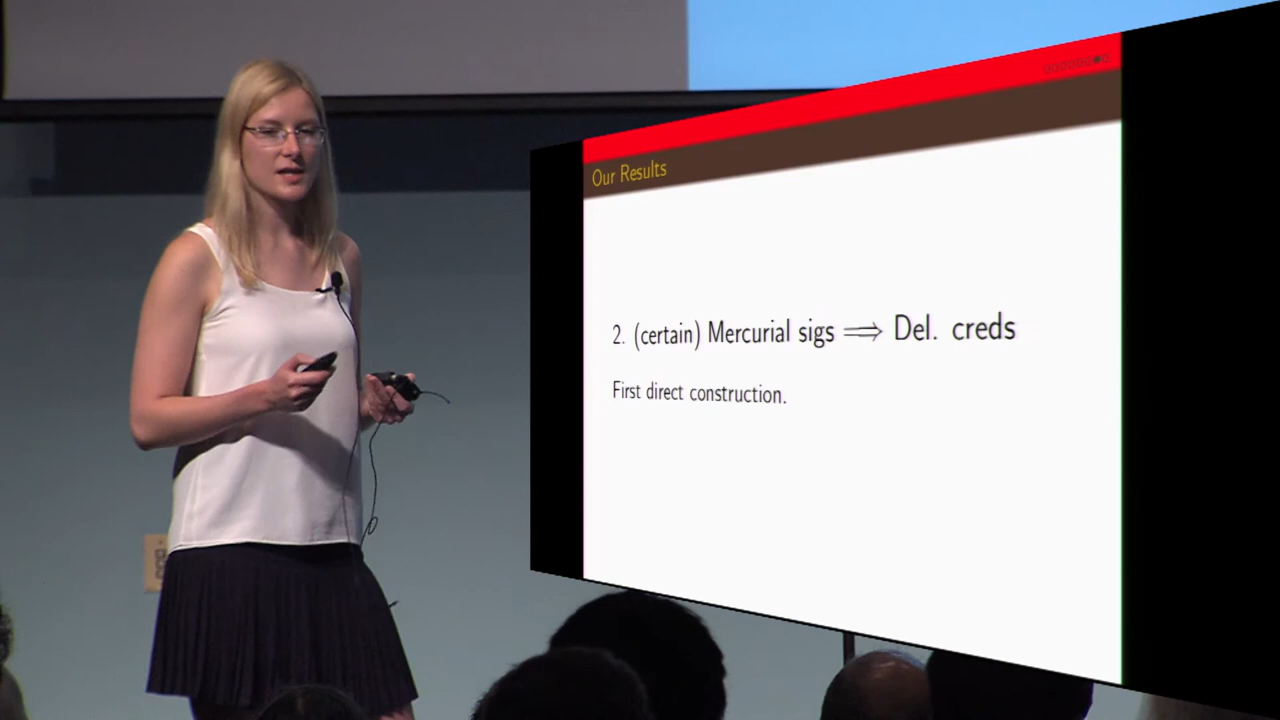 Our Results
2. (certain) Mercurial sigs ⟹ Del. creds
First direct construction.